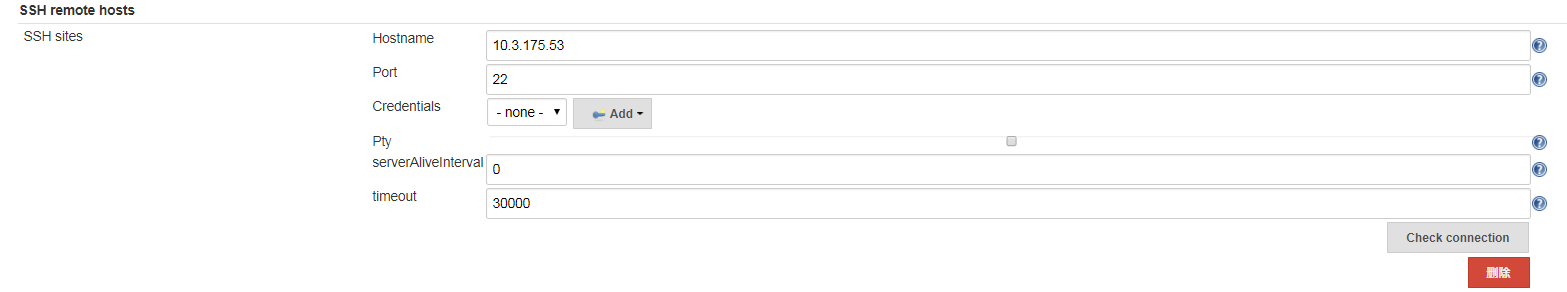 SSH remote hosts
SSH sites
Hostname
10.3.175.53
Port
22
Credentials
- none -
Add
Pty
serverAliveInterval
0
timeout
30000
Check connection
删除